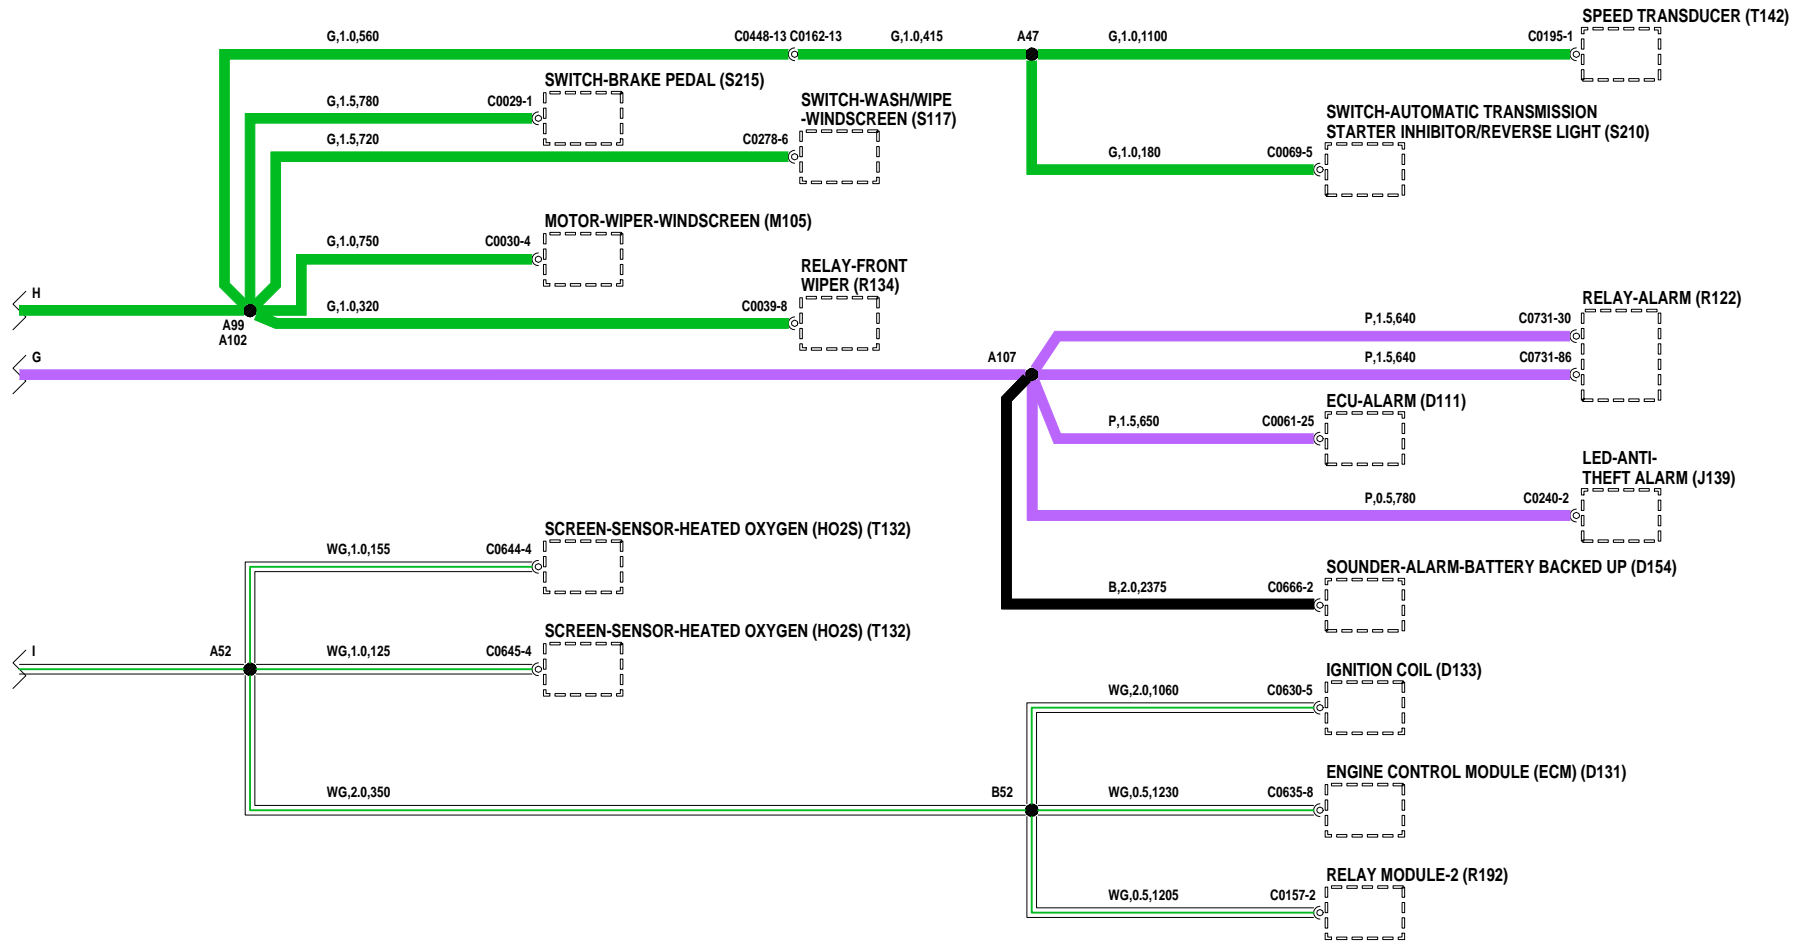 SPEED TRANSDUCER (T142)
G,1.0,560
C0448-13 C0162-13
G,1.0,415
A47
G,1.0,1100
C0195-1
SWITCH-BRAKE PEDAL (S215)
G,1.5,780
C0029-1
SWITCH-WASH/WIPE
-WINDSCREEN (S117)
G,1.5,720
C0278-6
SWITCH-AUTOMATIC TRANSMISSION
STARTER INHIBITOR/REVERSE LIGHT (S210)
G,1.0,180
C0069-5
MOTOR-WIPER-WINDSCREEN (M105)
G,1.0,750
C0030-4
RELAY-FRONT
WIPER (R134)
H
G,1.0,320
C0039-8
A99
A102
RELAY-ALARM (R122)
P,1.5,640
C0731-30
G
A107
P,1.5,640
C0731-86
ECU-ALARM (D111)
P,1.5,650
C0061-25
LED-ANTI-
THEFT ALARM (J139)
P,0.5,780
C0240-2
SCREEN-SENSOR-HEATED OXYGEN (HO2S) (T132)
WG,1.0,155
C0644-4
SOUNDER-ALARM-BATTERY BACKED UP (D154)
B,2.0,2375
C0666-2
SCREEN-SENSOR-HEATED OXYGEN (HO2S) (T132)
I
A52
WG,1.0,125
C0645-4
IGNITION COIL (D133)
WG,2.0,1060
C0630-5
ENGINE CONTROL MODULE (ECM) (D131)
WG,2.0,350
B52
WG,0.5,1230
C0635-8
RELAY MODULE-2 (R192)
WG,0.5,1205
C0157-2